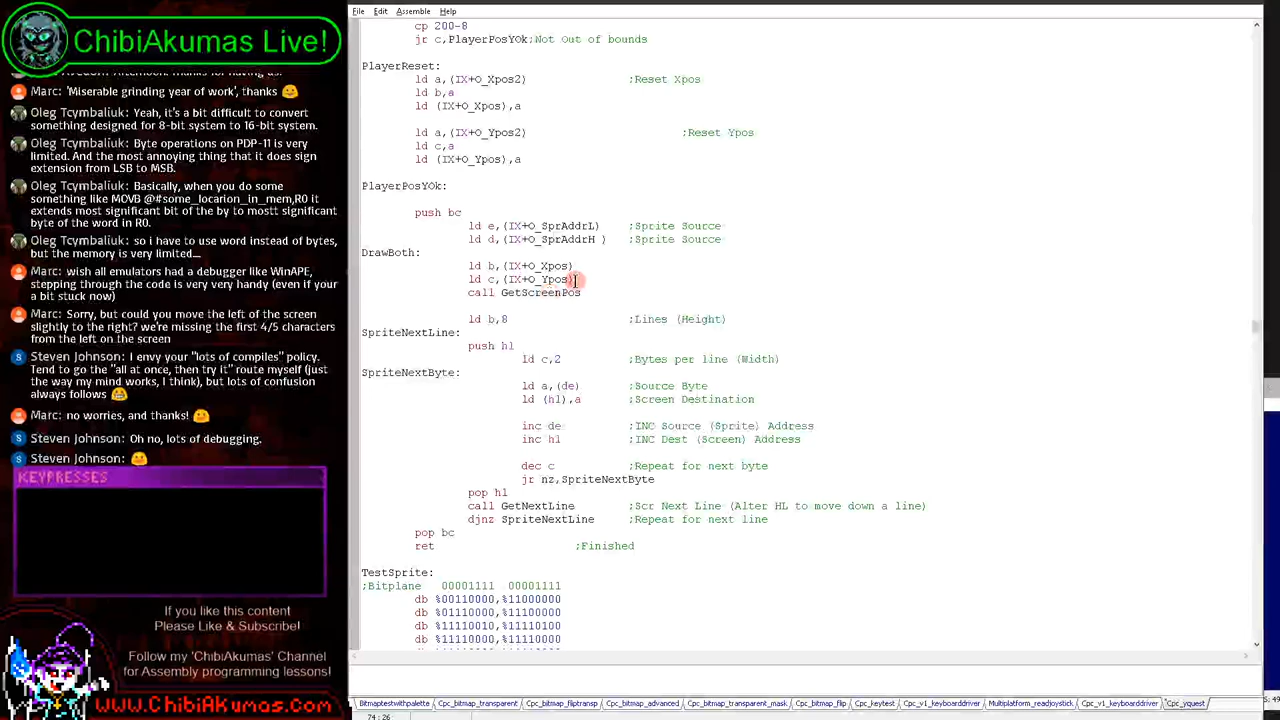 ChibiAkumas Live!
Marc: 'Miserable grinding year of work', thanks
Oleg Tcymbaliuk: Yeah, it's a bit difficult to convert
something designed for 8-bit system to 16-bit system.
Oleg Tcymbaliuk: Byte operations on PDP-11 is very
limited. And the most annoying thing that it does sign
extension from LSB to MSB.
Oleg Tcymbaliuk: Basically, when you do some
something like MOVB @#some_locarion_in_mem,R0 it
extends most significant bit of the by to mostt significant
byte of the word in R0.
Oleg Tcymbaliuk: so i have to use word instead of bytes,
but the memory is very limited....
Marc: wish all emulators had a debugger like WinAPE,
stepping through the code is very very handy (even if your
a bit stuck now)
Marc: Sorry, but could you move the left of the screen
slightly to the right? we're missing the first 4/5 characters
from the left on the screen
Steven Johnson: I envy your "lots of compiles" policy.
Tend to go the "all at once, then try it" route myself (just
the way my mind works, I think), but lots of confusion
always follows
Marc: no worries, and thanks!
Steven Johnson: Oh no, lots of debugging.
Steven Johnson:
KEYPRESSES
If you like this content
Please Like & Subscribe!
Follow my 'ChibiAkumas' Channel
for Assembly programming lessons!
www.ChibiAkumas.com
File Edit Assemble Help
cp 200-8
jr c,PlayerPosYOk;Not Out of bounds
PlayerReset:
ld a,(IX+O_Xpos2) ;Reset Xpos
ld b,a
ld (IX+O_Xpos),a
ld a,(IX+O_Ypos2) ;Reset Ypos
ld c,a
ld (IX+O_Ypos),a
PlayerPosYOk:
push bc
ld e,(IX+O_SprAddrL) ;Sprite Source
ld d,(IX+O_SprAddrH ) ;Sprite Source
DrawBoth:
ld b,(IX+O_Xpos)
ld c,(IX+O_Ypos)
call GetScreenPos
ld b,8 ;Lines (Height)
SpriteNextLine:
push hl
ld c,2 ;Bytes per line (Width)
SpriteNextByte:
ld a,(de) ;Source Byte
ld (hl),a ;Screen Destination
inc de ;INC Source (Sprite) Address
inc hl ;INC Dest (Screen) Address
dec c ;Repeat for next byte
jr nz,SpriteNextByte
pop hl
call GetNextLine ;Scr Next Line (Alter HL to move down a line)
djnz SpriteNextLine ;Repeat for next line
pop bc
ret ;Finished
TestSprite:
;Bitplane 00001111 00001111
db %00110000,%11000000
db %01110000,%11100000
db %11110010,%11110100
db %11110000,%11110000
Bitmaptestwithpalette Cpc_bitmap_transparent Cpc_bitmap_fliptransp Cpc_bitmap_advanced Cpc_bitmap_transparent_mask Cpc_bitmap_flip Cpc_keytest Cpc_v1_keyboarddriver Multiplatform_readjoystick Cpc_v1_keyboarddriver *Cpc_yquest
74 : 26